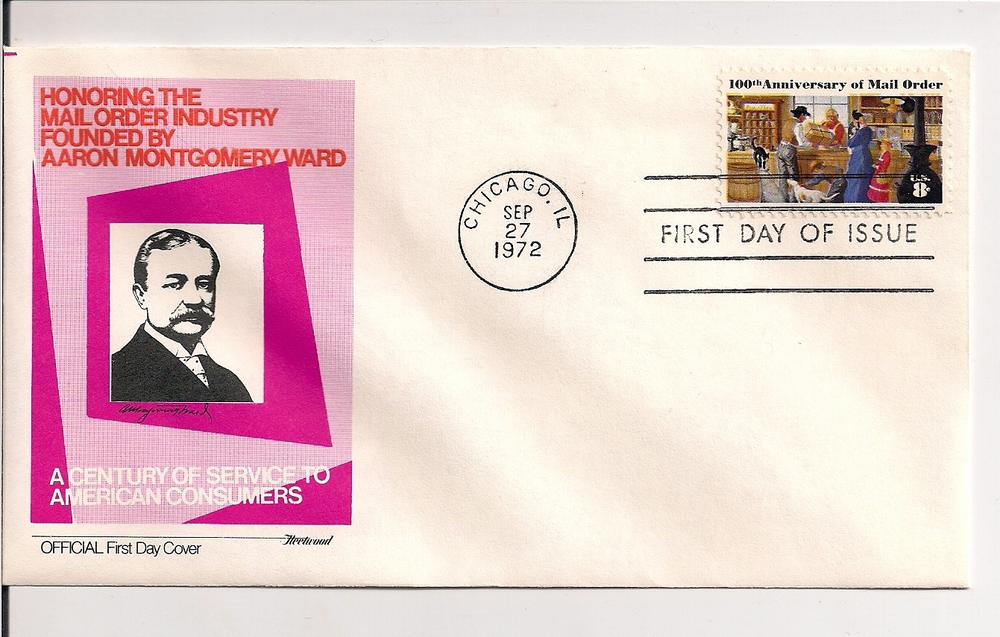 HONORING THE
MAIL ORDER INDUSTRY
FOUNDED BY
AARON MONTGOMERY WARD
A CENTURY OF SERVICE TO
AMERICAN CONSUMERS
OFFICIAL First Day Cover
Fleetwood
CHICAGO, IL
SEP
27
1972
100th Anniversary of Mail Order
U.S.
8c
FIRST DAY OF ISSUE